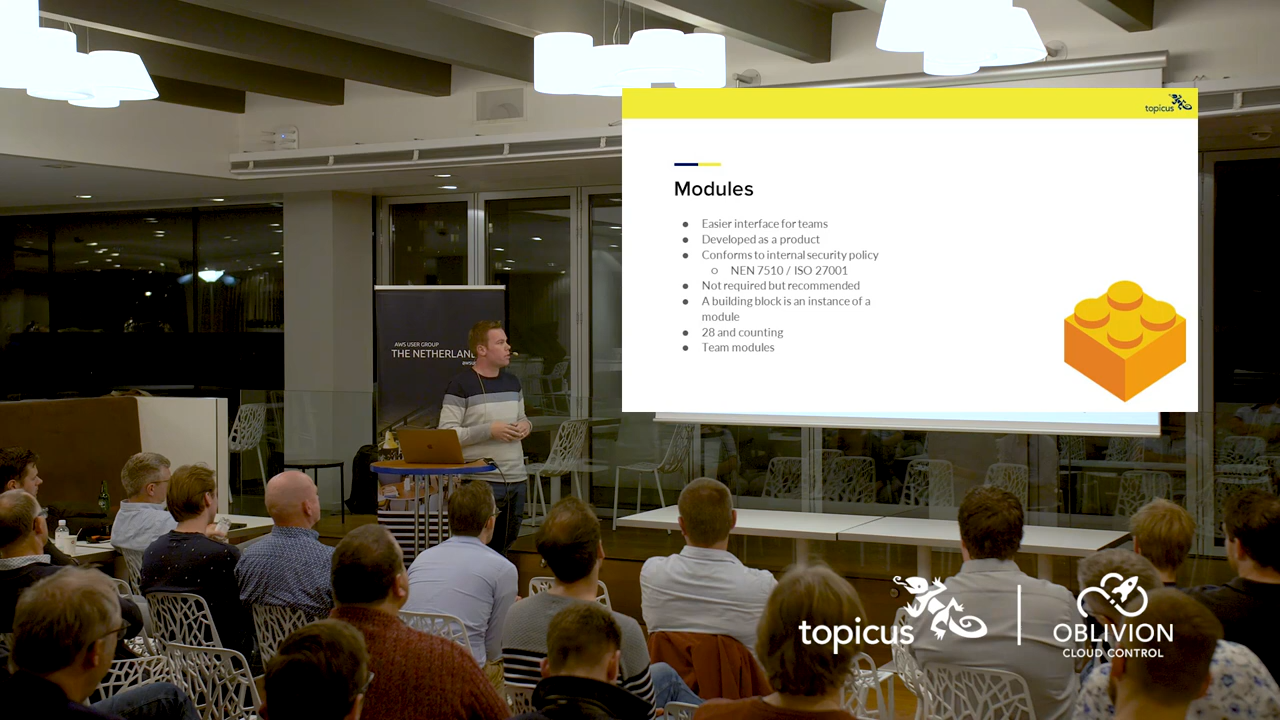 topicus
Modules
● Easier interface for teams
● Developed as a product
● Conforms to internal security policy
○ NEN 7510 / ISO 27001
● Not required but recommended
● A building block is an instance of a
module
● 28 and counting
● Team modules
AWS USER GROUP
THE NETHERLAN
topicus
OBLIVION
CLOUD CONTROL